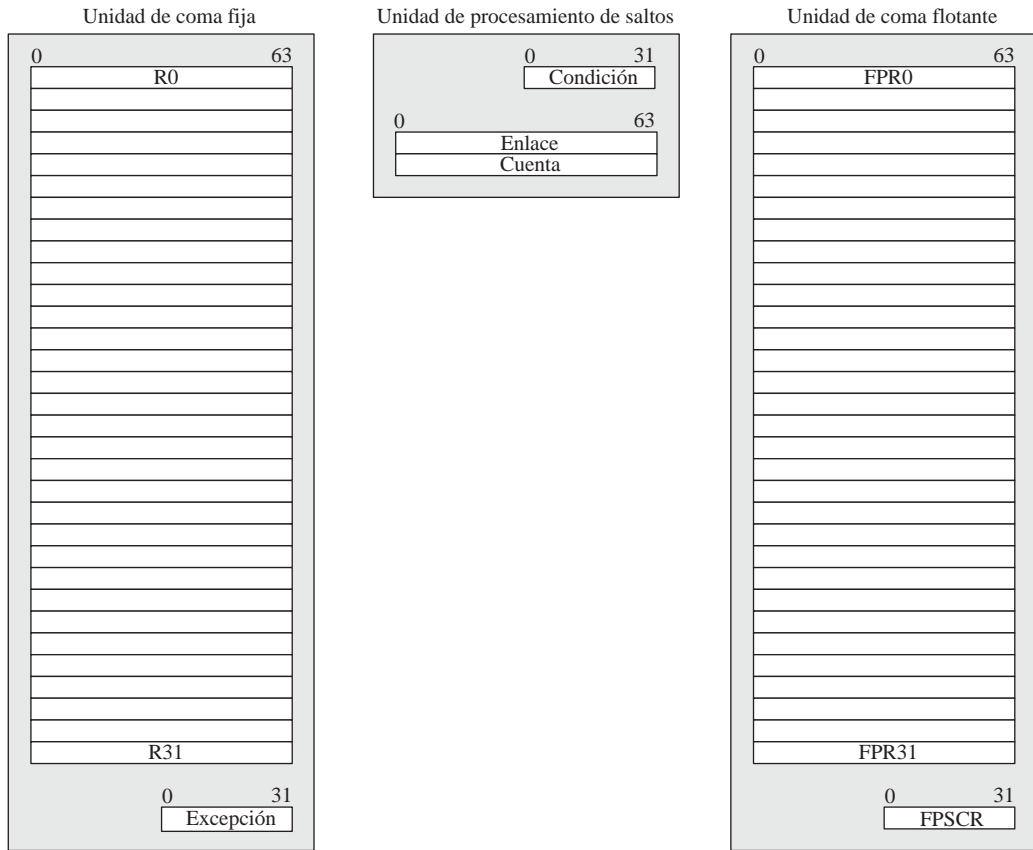 Unidad de coma fija
0 63
R0
R31
0 31
Excepción
Unidad de procesamiento de saltos
0 31
Condición
0 63
Enlace
Cuenta
Unidad de coma flotante
0 63
FPR0
FPR31
0 31
FPSCR